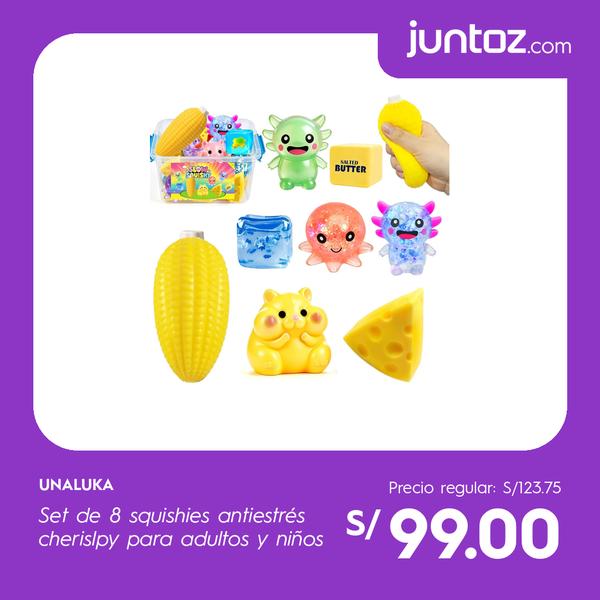 juntoz.com
SALTED
BUTTER
UNALUKA
Precio regular: S/123.75
Set de 8 squishies antiestrés
cherislpy para adultos y niños
S/99.00